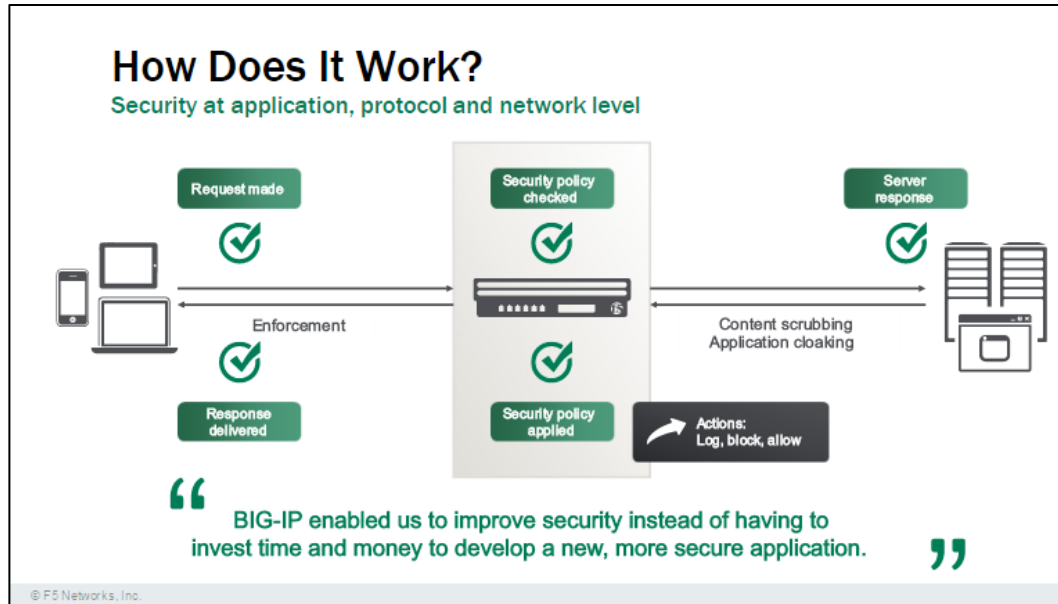 How Does It Work?
Security at application, protocol and network level
Request made
Security policy
checked
Server
response
Enforcement
Content scrubbing
Application cloaking
Response
delivered
Security policy
applied
Actions:
Log, block, allow
“
BIG-IP enabled us to improve security instead of having to
invest time and money to develop a new, more secure application.
”
© F5 Networks, Inc.